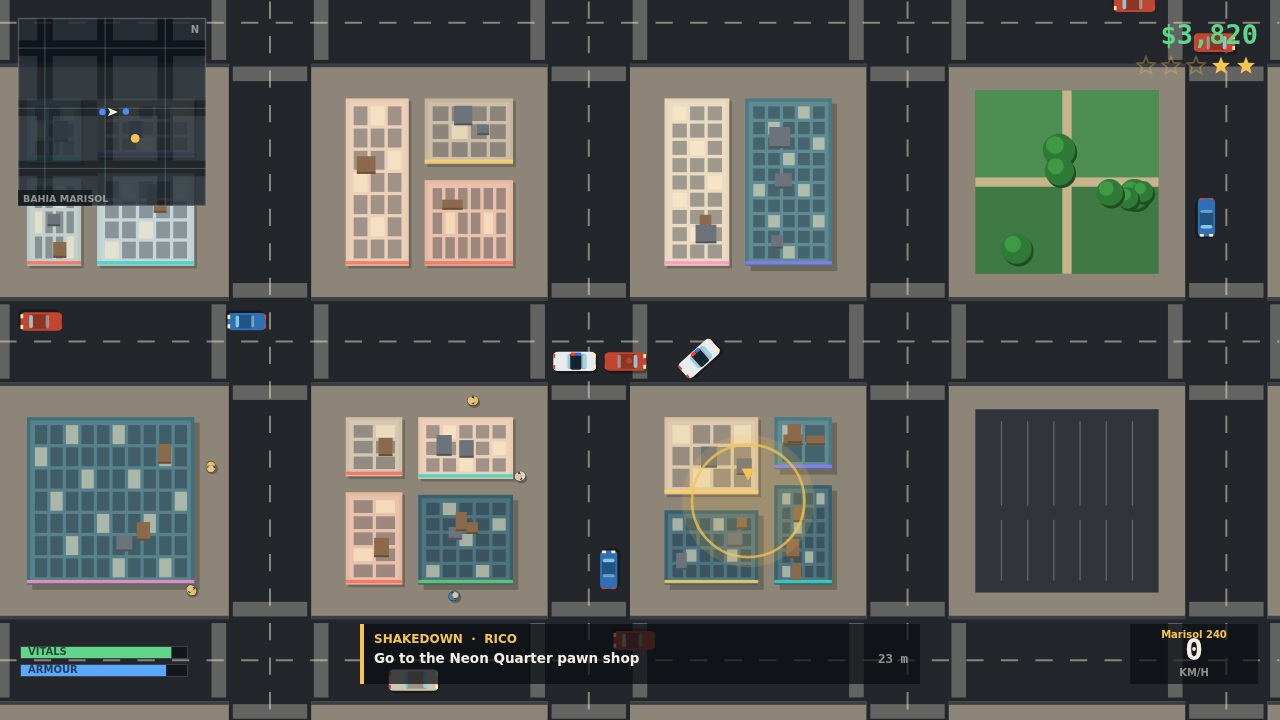 N
$3,820
BAHIA MARISOL
VITALS
ARMOUR
SHAKEDOWN · RICO
Go to the Neon Quarter pawn shop
23 m
Marisol 240
0
KM/H